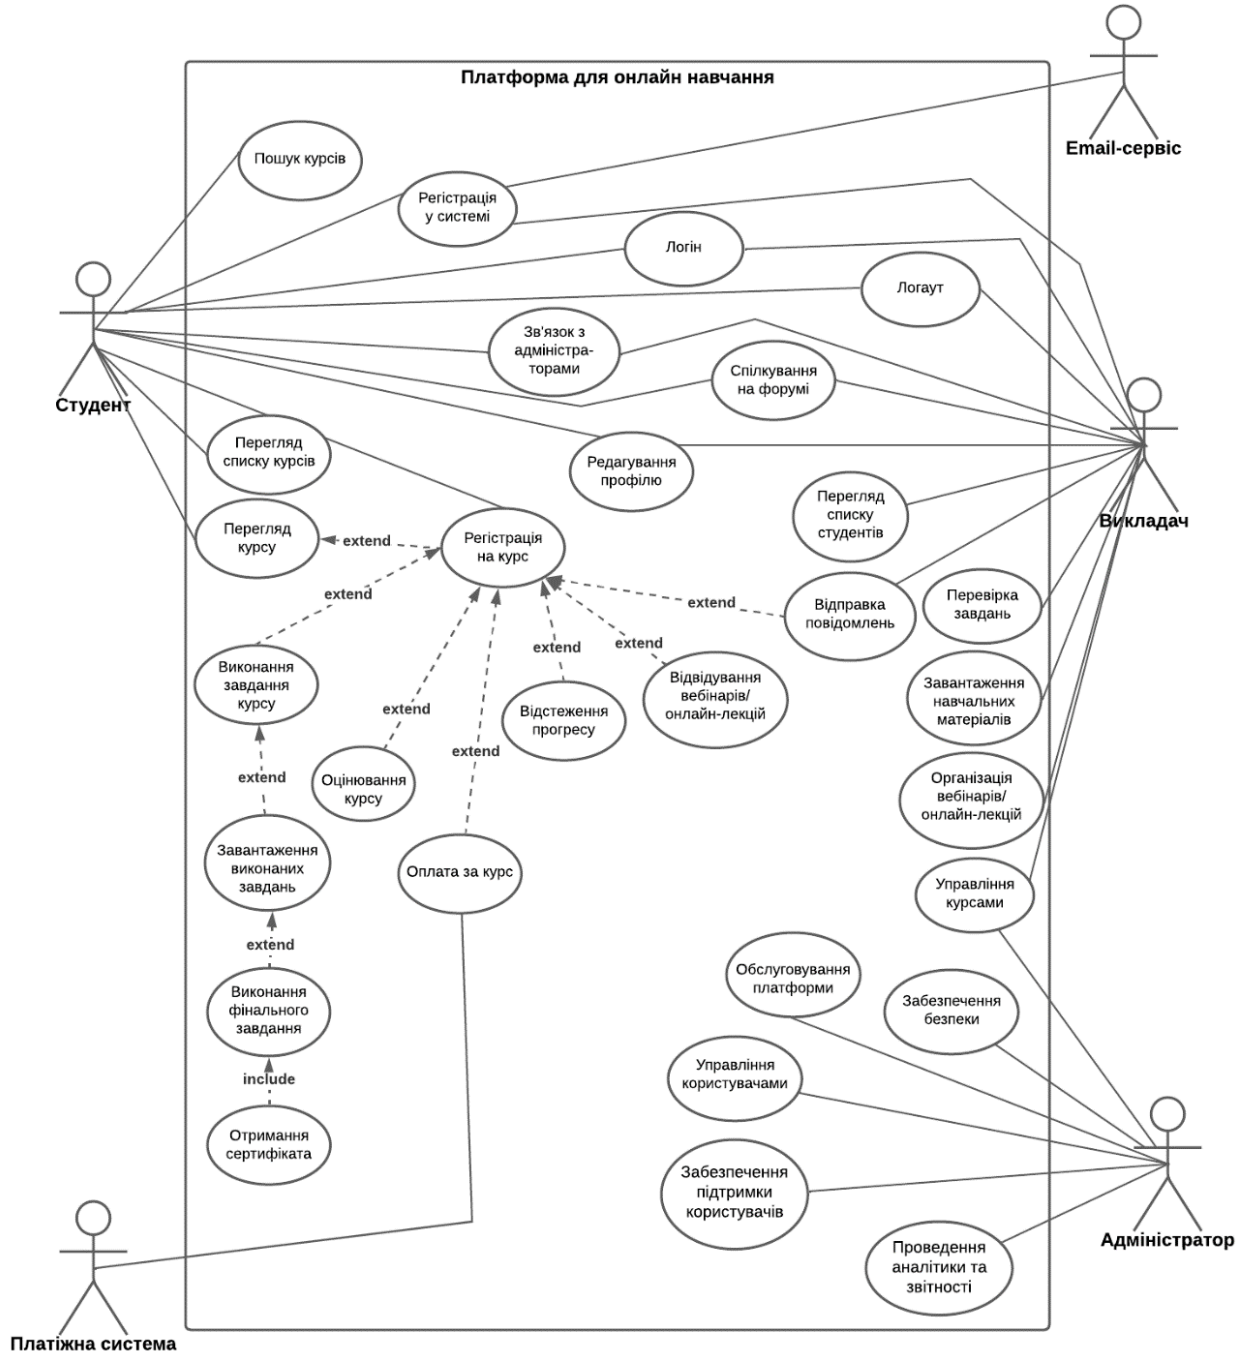 Платформа для онлайн навчання
Email-сервіс
Пошук курсів
Регістрація
у системі
Логін
Логаут
Зв'язок з
адміністра-
торами
Спілкування
на форумі
Студент
Перегляд
списку курсів
Редагування
профілю
Перегляд
списку
студентів
Викладач
Перегляд
курсу
extend
Регістрація
на курс
extend
extend
Відправка
повідомлень
Перевірка
завдань
extend
extend
Виконання
завдання
курсу
Відвідування
вебінарів/
онлайн-лекцій
Завантаження
навчальних
матеріалів
extend
Відстеження
прогресу
extend
extend
Оцінювання
курсу
Організація
вебінарів/
онлайн-лекцій
Завантаження
виконаних
завдань
Оплата за курс
Управління
курсами
extend
Обслуговування
платформи
Виконання
фінального
завдання
Забезпечення
безпеки
include
Управління
користувачами
Отримання
сертифіката
Забезпечення
підтримки
користувачів
Адміністратор
Проведення
аналітики та
звітності
Платіжна система